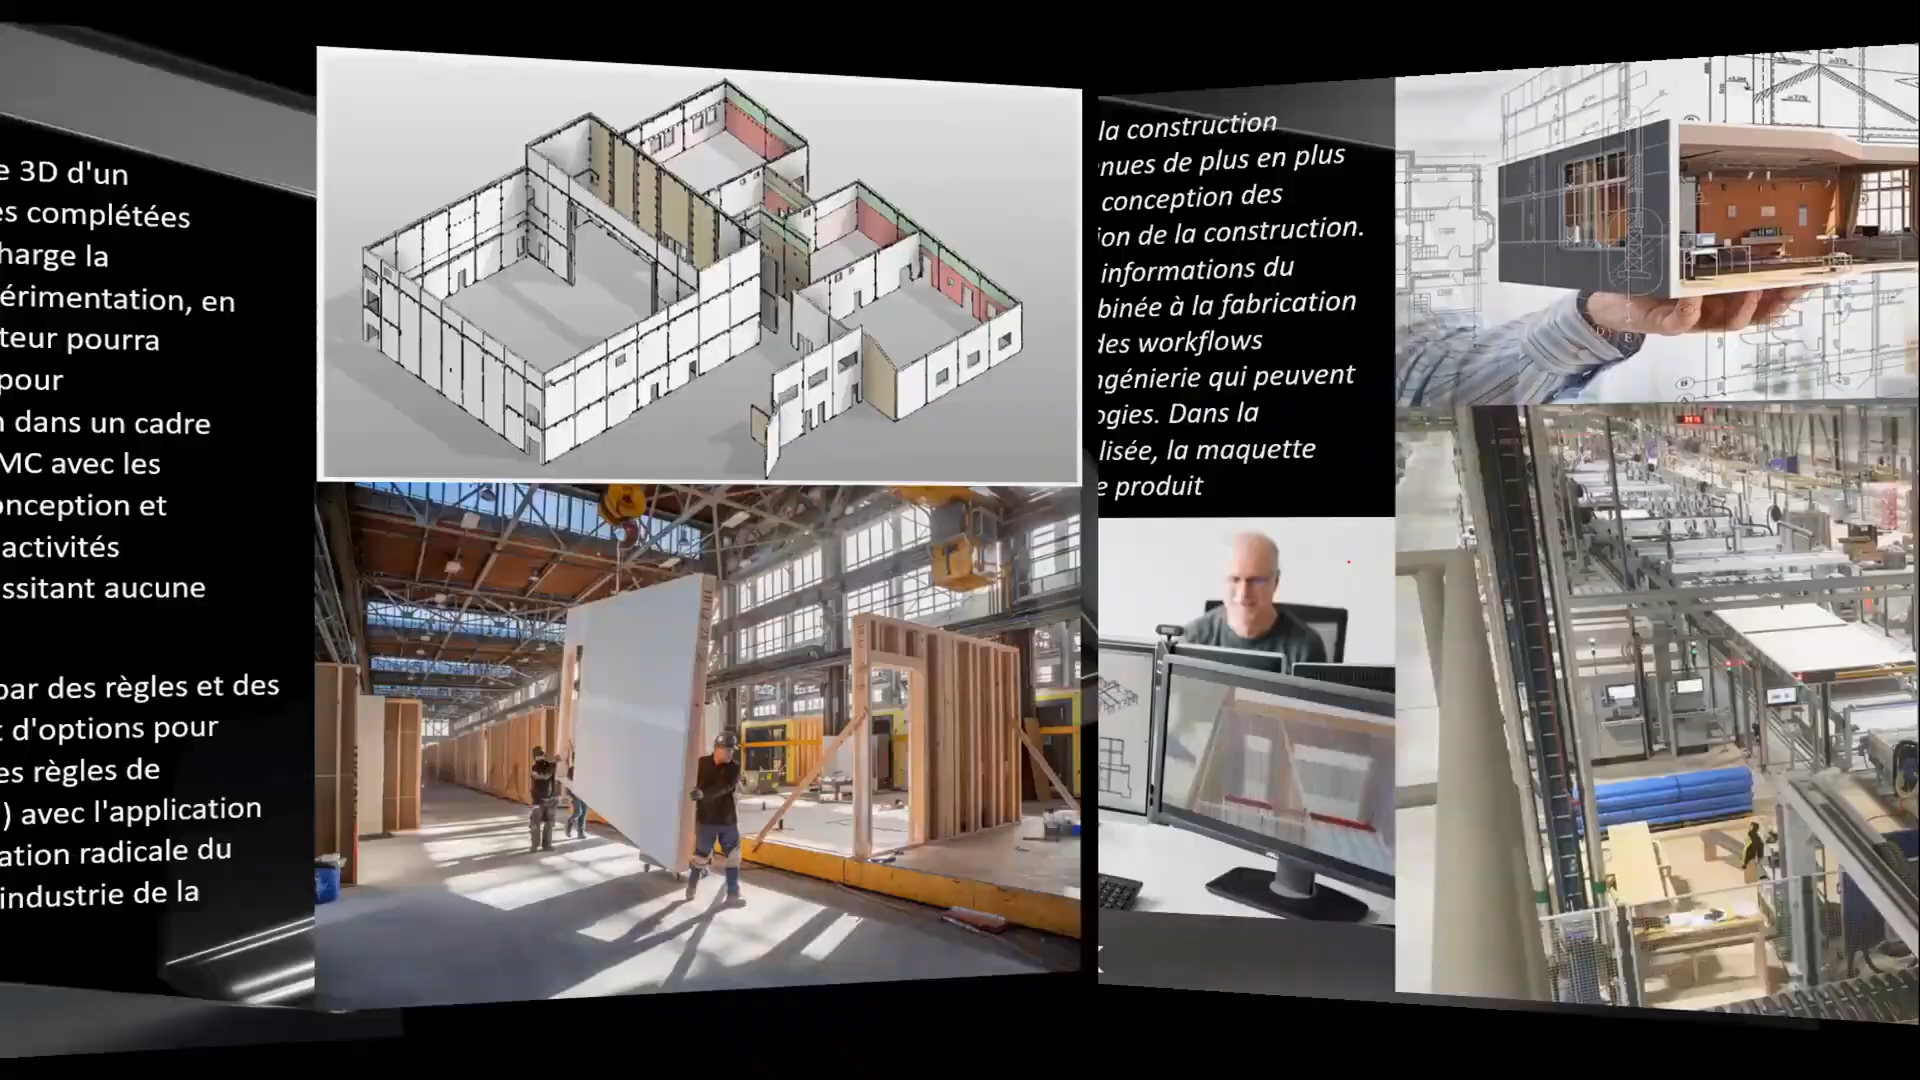 e 3D d'un
es complétées
harge la
érimentation, en
teur pourra
pour
n dans un cadre
MC avec les
onception et
activités
ssitant aucune
par des règles et des
t d'options pour
es règles de
) avec l'application
ation radicale du
industrie de la
la construction
nues de plus en plus
conception des
ion de la construction.
informations du
binée à la fabrication
des workflows
ngénierie qui peuvent
ogies. Dans la
lisée, la maquette
e produit